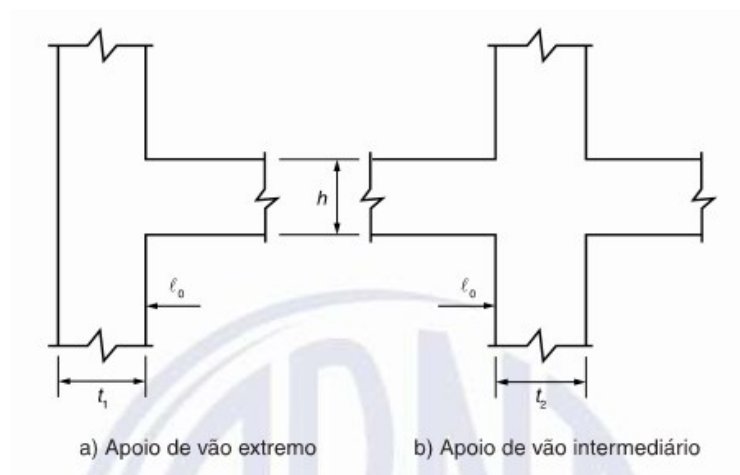 h
ℓ₀
ℓ₀
t₁
t₂
a) Apoio de vão extremo
b) Apoio de vão intermediário